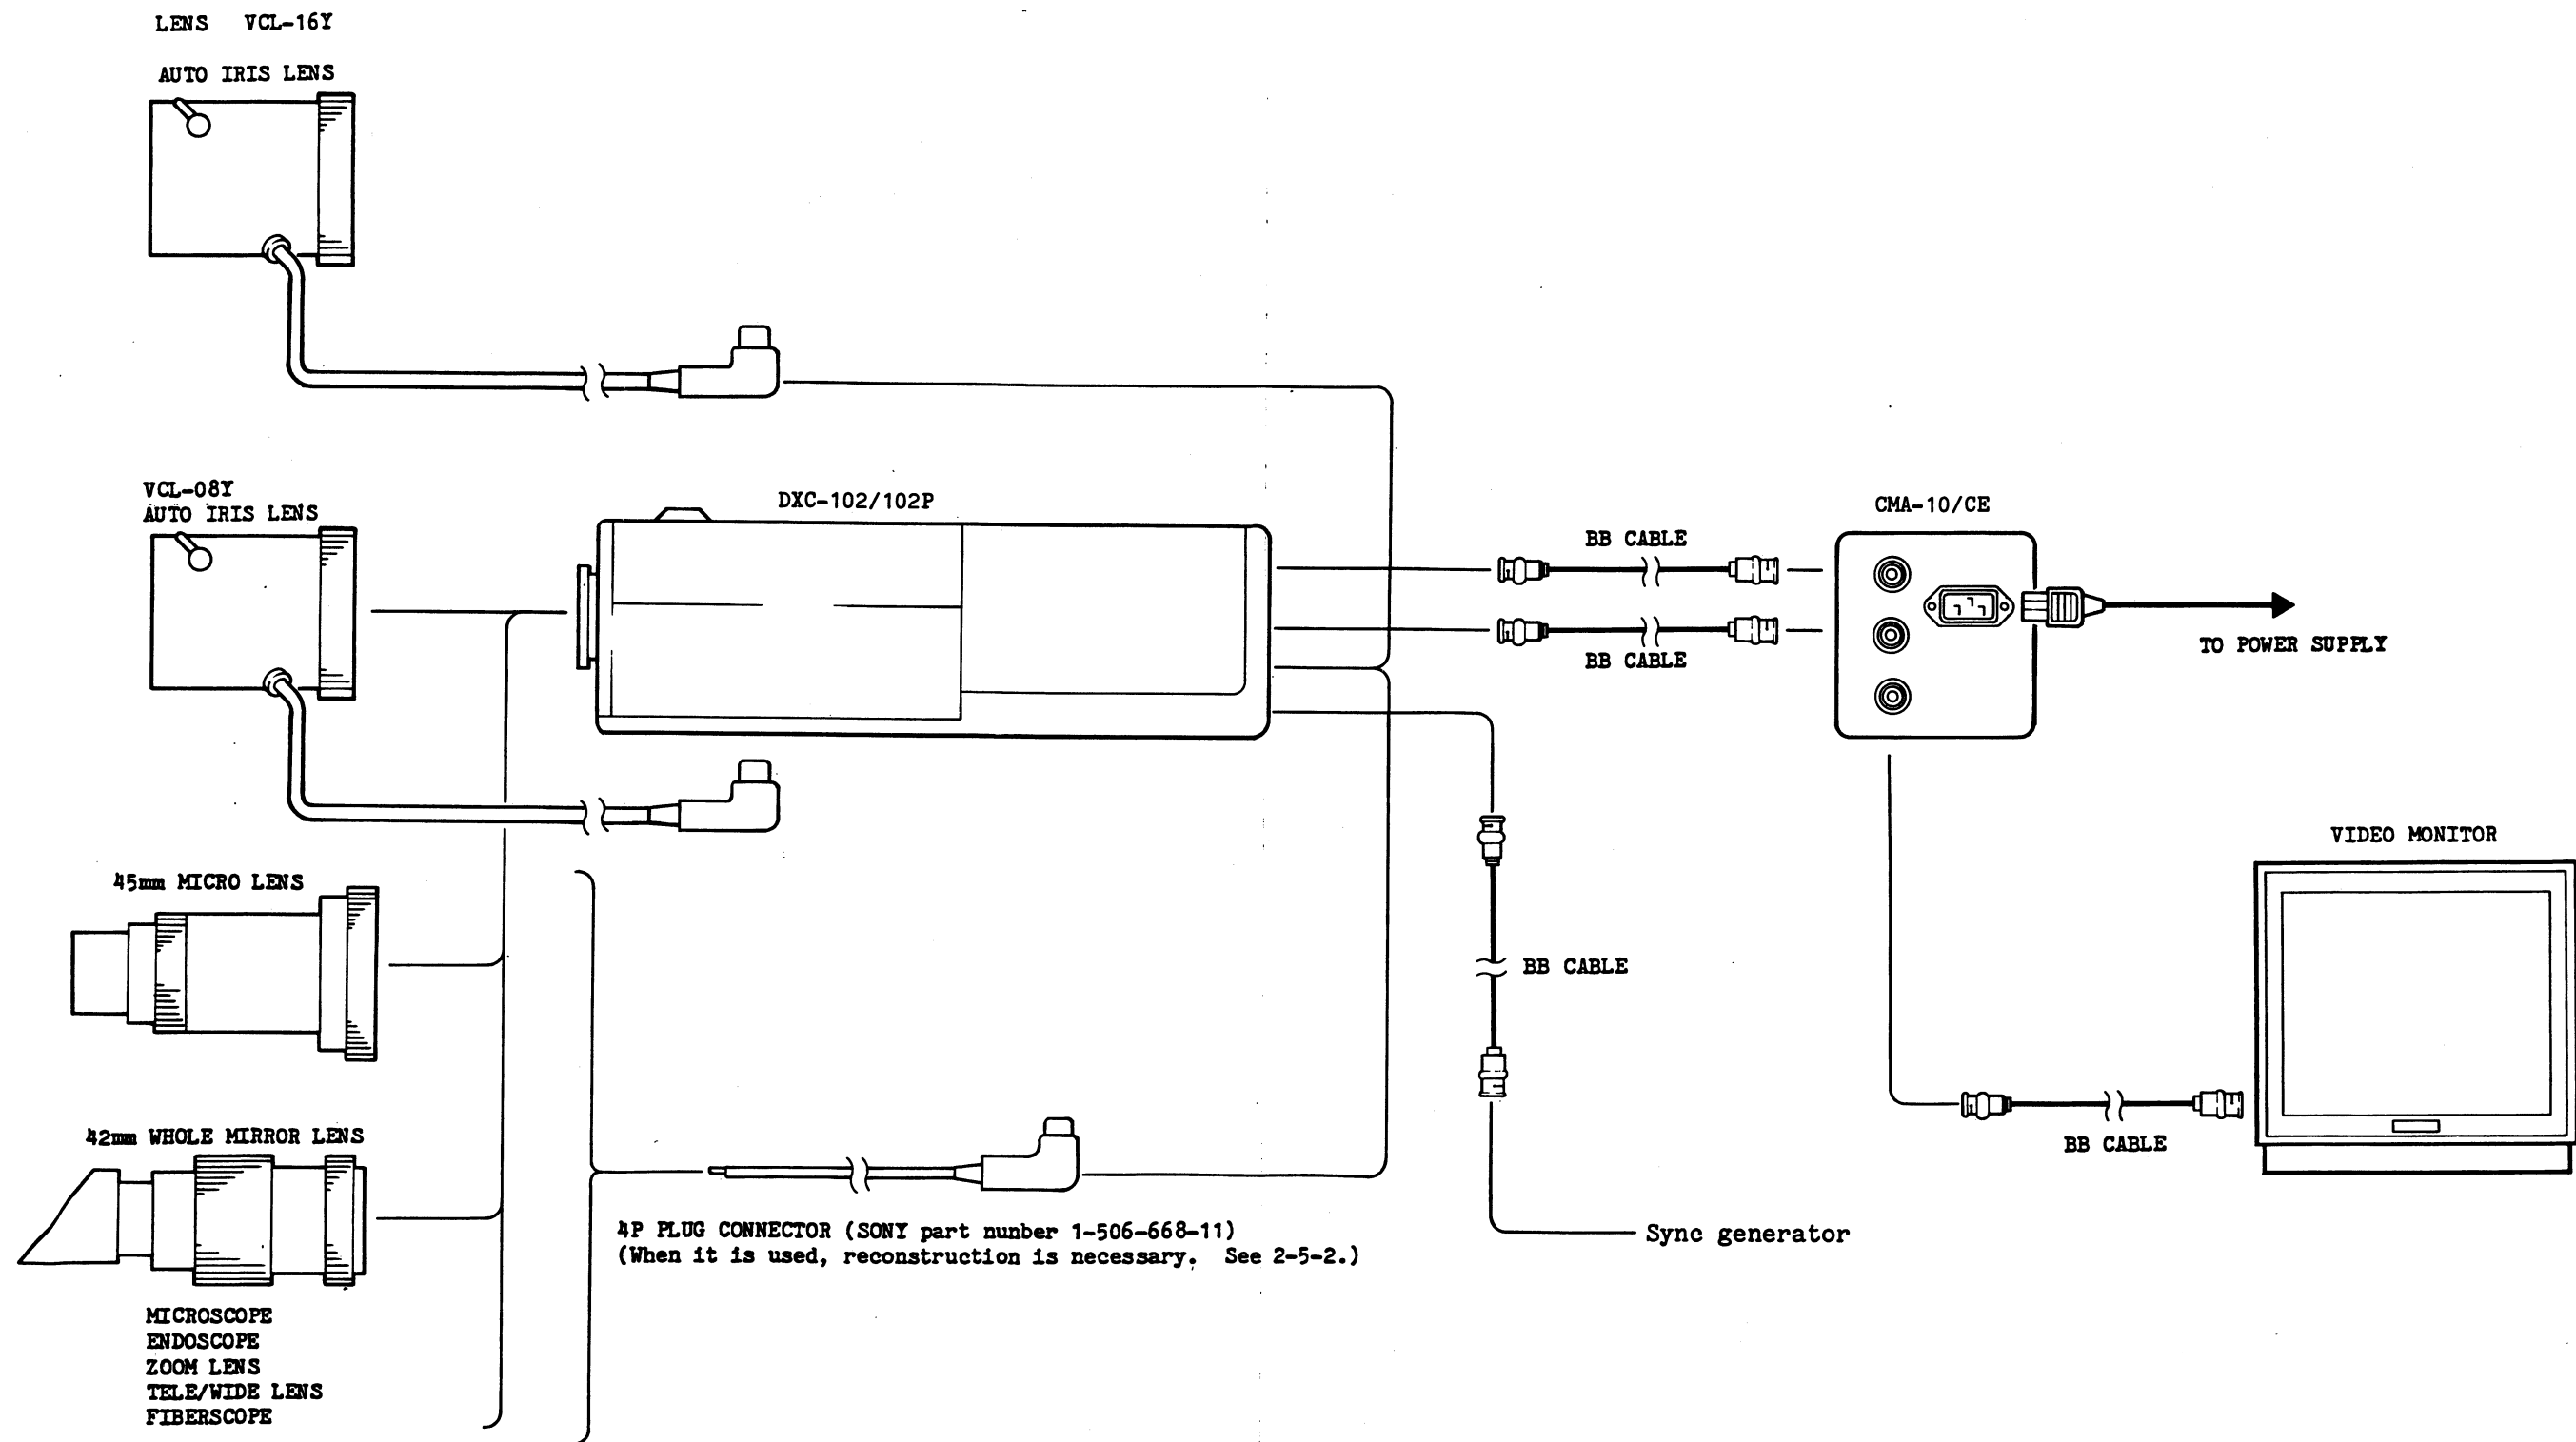 LENS VCL-16Y
AUTO IRIS LENS
VCL-08Y
AUTO IRIS LENS
DXC-102/102P
BB CABLE
BB CABLE
CMA-10/CE
TO POWER SUPPLY
VIDEO MONITOR
45mm MICRO LENS
BB CABLE
42mm WHOLE MIRROR LENS
BB CABLE
4P PLUG CONNECTOR (SONY part nunber 1-506-668-11)
(When it is used, reconstruction is necessary. See 2-5-2.)
Sync generator
MICROSCOPE
ENDOSCOPE
ZOOM LENS
TELE/WIDE LENS
FIBERSCOPE